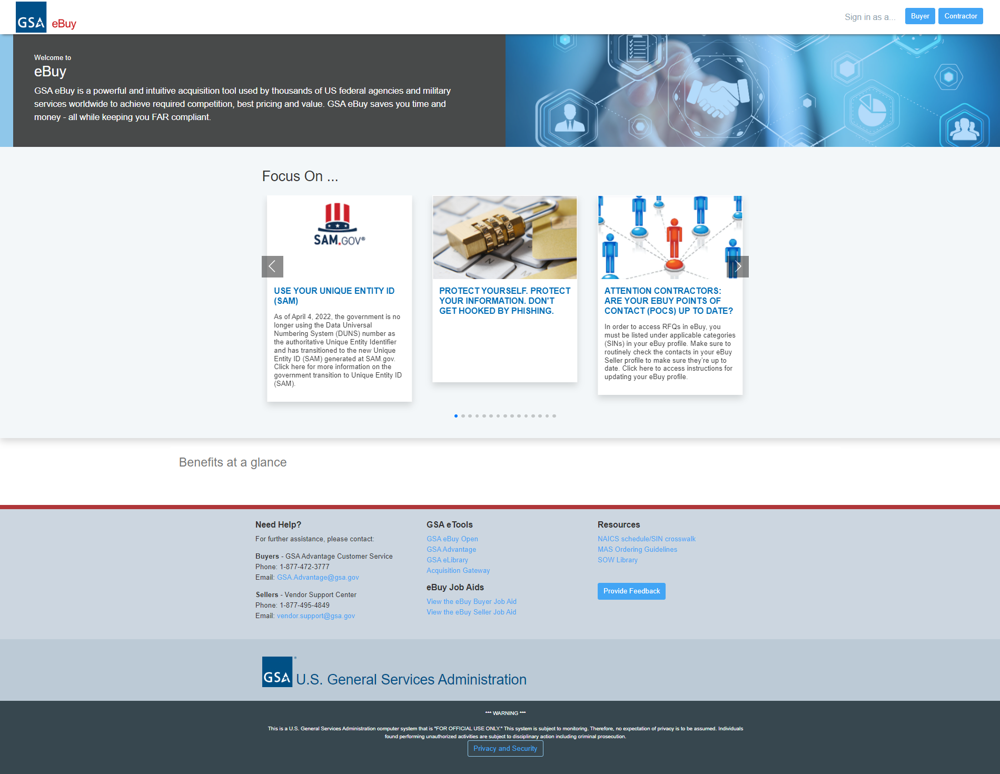 GSA eBuy
Sign in as a...
Buyer
Contractor
Welcome to
eBuy
GSA eBuy is a powerful and intuitive acquisition tool used by thousands of US federal agencies and military
services worldwide to achieve required competition, best pricing and value. GSA eBuy saves you time and
money - all while keeping you FAR compliant.
Focus On ...
SAM.GOV®
USE YOUR UNIQUE ENTITY ID
(SAM)
As of April 4, 2022, the government is no
longer using the Data Universal
Numbering System (DUNS) number as
the authoritative Unique Entity Identifier
and has transitioned to the new Unique
Entity ID (SAM) generated at SAM.gov.
Click here for more information on the
government transition to Unique Entity ID
(SAM).
PROTECT YOURSELF. PROTECT
YOUR INFORMATION. DON'T
GET HOOKED BY PHISHING.
ATTENTION CONTRACTORS:
ARE YOUR EBUY POINTS OF
CONTACT (POCS) UP TO DATE?
In order to access RFQs in eBuy, you
must be listed under applicable categories
(SINs) in your eBuy profile. Make sure to
routinely check the contacts in your eBuy
Seller profile to make sure they're up to
date. Click here to access instructions for
updating your eBuy profile.
Benefits at a glance
Need Help?
For further assistance, please contact:
Buyers - GSA Advantage Customer Service
Phone: 1-877-472-3777
Email: GSA.Advantage@gsa.gov
Sellers - Vendor Support Center
Phone: 1-877-495-4849
Email: vendor.support@gsa.gov
GSA eTools
GSA eBuy Open
GSA Advantage
GSA eLibrary
Acquisition Gateway
eBuy Job Aids
View the eBuy Buyer Job Aid
View the eBuy Seller Job Aid
Resources
NAICS schedule/SIN crosswalk
MAS Ordering Guidelines
SOW Library
Provide Feedback
GSA ® U.S. General Services Administration
*** WARNING ***
This is a U.S. General Services Administration computer system that is "FOR OFFICIAL USE ONLY." This system is subject to monitoring. Therefore, no expectation of privacy is to be assumed. Individuals
found performing unauthorized activities are subject to disciplinary action including criminal prosecution.
Privacy and Security